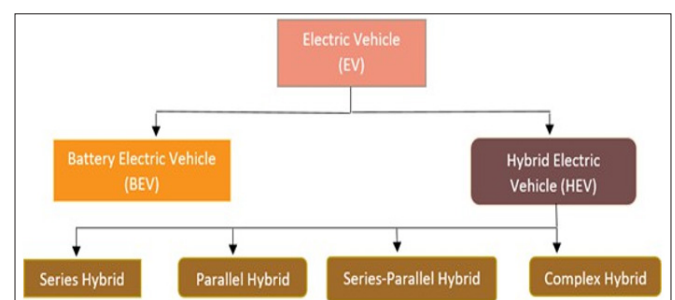 Electric Vehicle
(EV)
Battery Electric Vehicle
(BEV)
Hybrid Electric
Vehicle (HEV)
Series Hybrid
Parallel Hybrid
Series-Parallel Hybrid
Complex Hybrid